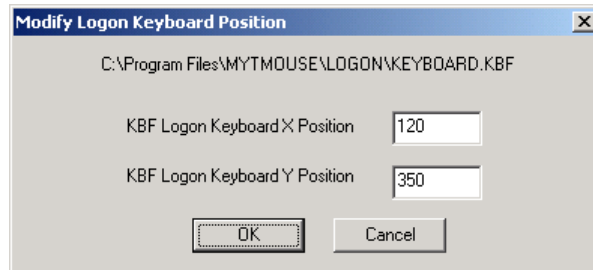 Modify Logon Keyboard Position
C:\Program Files\MYTMOUSE\LOGON\KEYBOARD.KBF
KBF Logon Keyboard X Position 120
KBF Logon Keyboard Y Position 350
OK Cancel